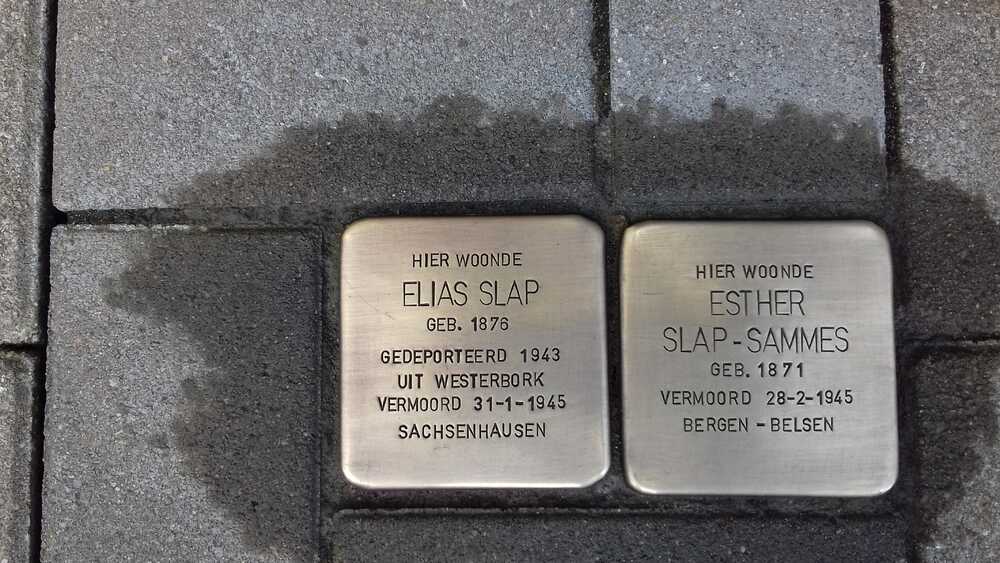 HIER WOONDE
ELIAS SLAP
GEB. 1876
GEDEPORTEERD 1943
UIT WESTERBORK
VERMOORD 31-1-1945
SACHSENHAUSEN
HIER WOONDE
ESTHER
SLAP-SAMMES
GEB. 1871
VERMOORD 28-2-1945
BERGEN - BELSEN